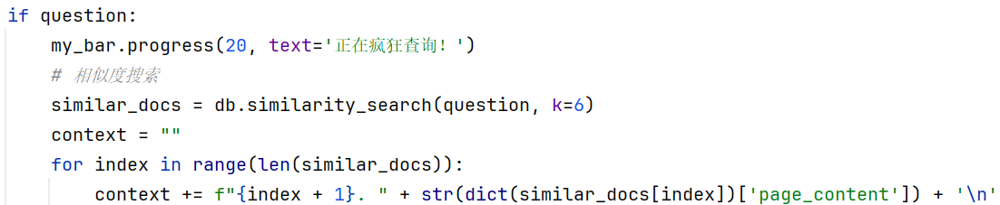 if question:
    my_bar.progress(20, text='正在疯狂查询！')
    # 相似度搜索
    similar_docs = db.similarity_search(question, k=6)
    context = ""
    for index in range(len(similar_docs)):
        context += f"{index + 1}. " + str(dict(similar_docs[index])['page_content']) + '\n'